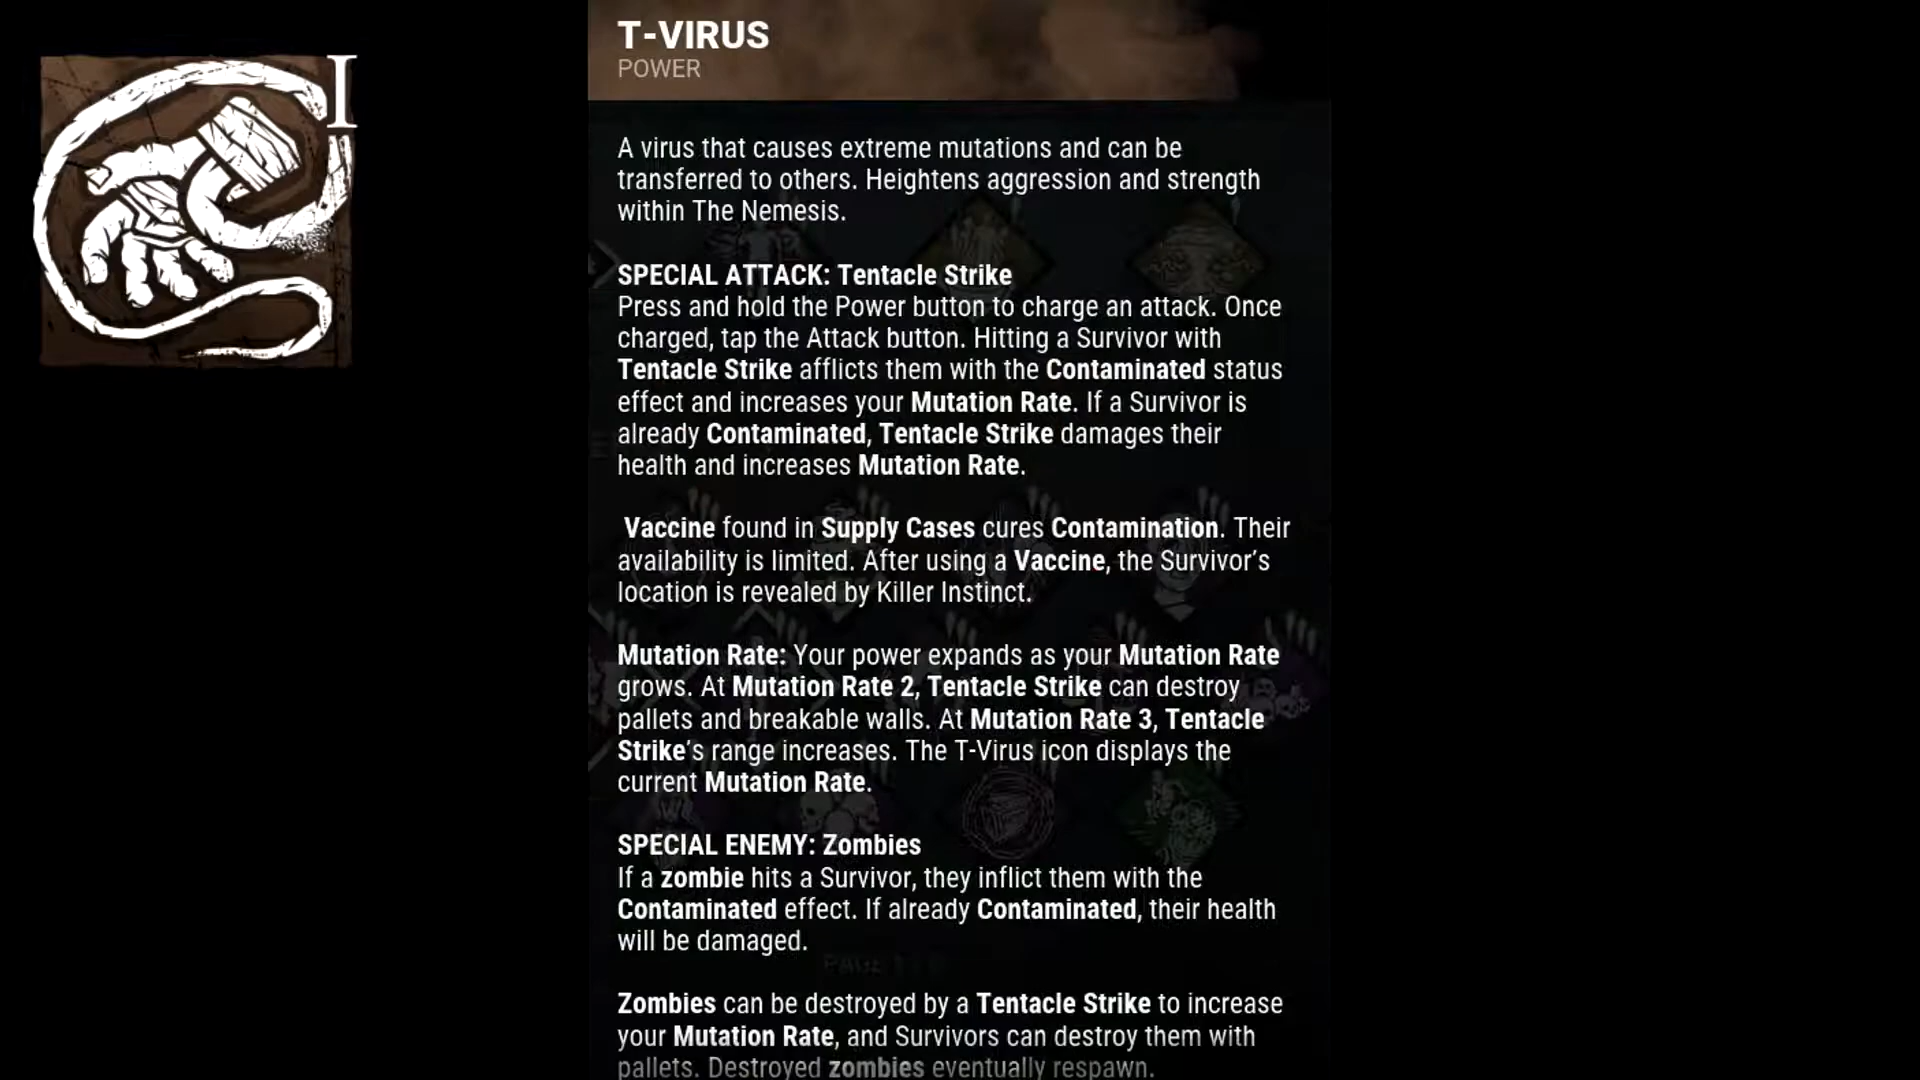 I
T-VIRUS
POWER
A virus that causes extreme mutations and can be
transferred to others. Heightens aggression and strength
within The Nemesis.
SPECIAL ATTACK: Tentacle Strike
Press and hold the Power button to charge an attack. Once
charged, tap the Attack button. Hitting a Survivor with
Tentacle Strike afflicts them with the Contaminated status
effect and increases your Mutation Rate. If a Survivor is
already Contaminated, Tentacle Strike damages their
health and increases Mutation Rate.
Vaccine found in Supply Cases cures Contamination. Their
availability is limited. After using a Vaccine, the Survivor’s
location is revealed by Killer Instinct.
Mutation Rate: Your power expands as your Mutation Rate
grows. At Mutation Rate 2, Tentacle Strike can destroy
pallets and breakable walls. At Mutation Rate 3, Tentacle
Strike’s range increases. The T-Virus icon displays the
current Mutation Rate.
SPECIAL ENEMY: Zombies
If a zombie hits a Survivor, they inflict them with the
Contaminated effect. If already Contaminated, their health
will be damaged.
PAGE
Zombies can be destroyed by a Tentacle Strike to increase
your Mutation Rate, and Survivors can destroy them with
pallets. Destroyed zombies eventually respawn.